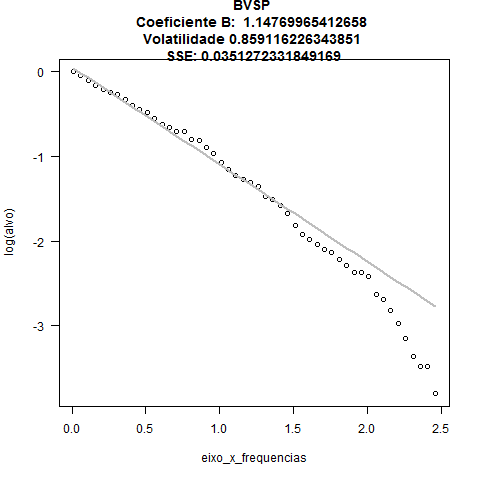 BVSP
Coeficiente B:  1.14769965412658
Volatilidade 0.859116226343851
SSE: 0.0351272331849169
log(alvo)
0
-1
-2
-3
0.0 0.5 1.0 1.5 2.0 2.5
eixo_x_frequencias